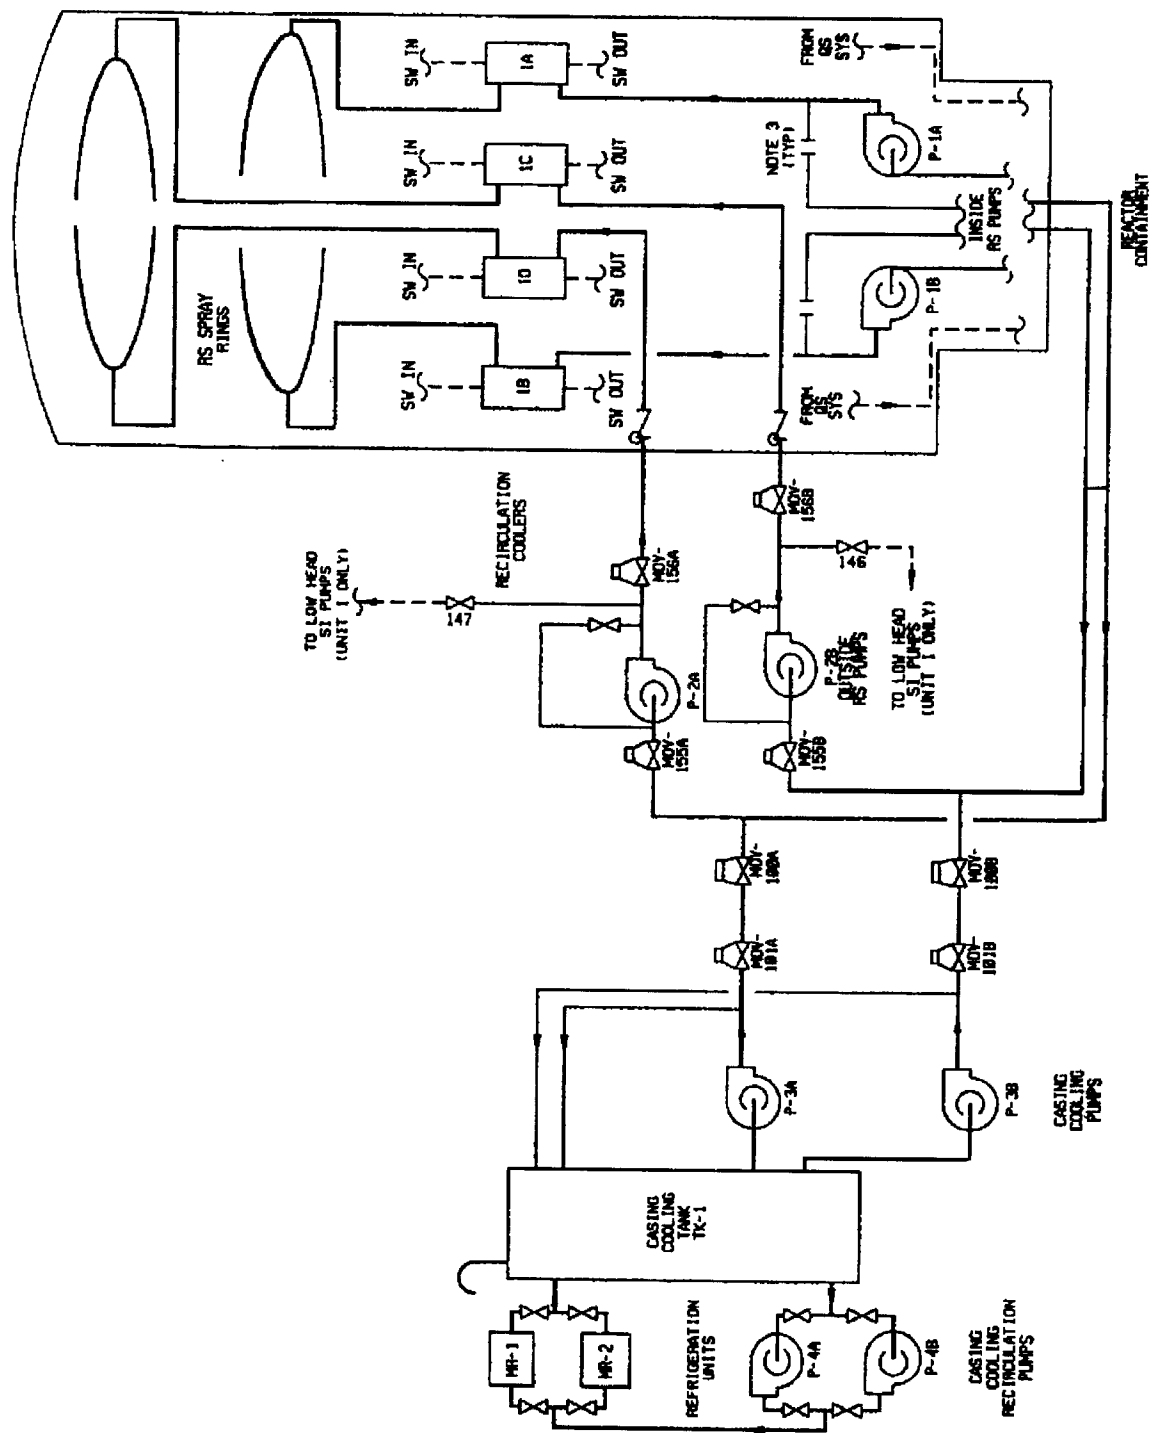 RS SPRAY
RINGS
SW IN
1A
SW OUT
SW IN
1C
SW OUT
SW IN
1D
SW OUT
SW IN
1B
SW OUT
FROM
QS
SYS
NOTE 3
(TYP)
P-1A
INSIDE
RS PUMPS
P-1B
FROM
QS
SYS
REACTOR
CONTAINMENT
RECIRCULATION
COOLERS
TO LOW HEAD
SI PUMPS
(UNIT 1 ONLY)
147
MOV-
156A
MOV-
156B
146
TO LOW HEAD
SI PUMPS
(UNIT 1 ONLY)
P-2A
P-2B
OUTSIDE
RS PUMPS
MOV-
155A
MOV-
155B
MOV-
100A
MOV-
100B
MOV-
101A
MOV-
101B
P-3A
P-3B
CASING
COOLING
PUMPS
CASING
COOLING
TANK
TK-1
MR-1
MR-2
REFRIGERATION
UNITS
P-4A
P-4B
CASING
COOLING
RECIRCULATION
PUMPS